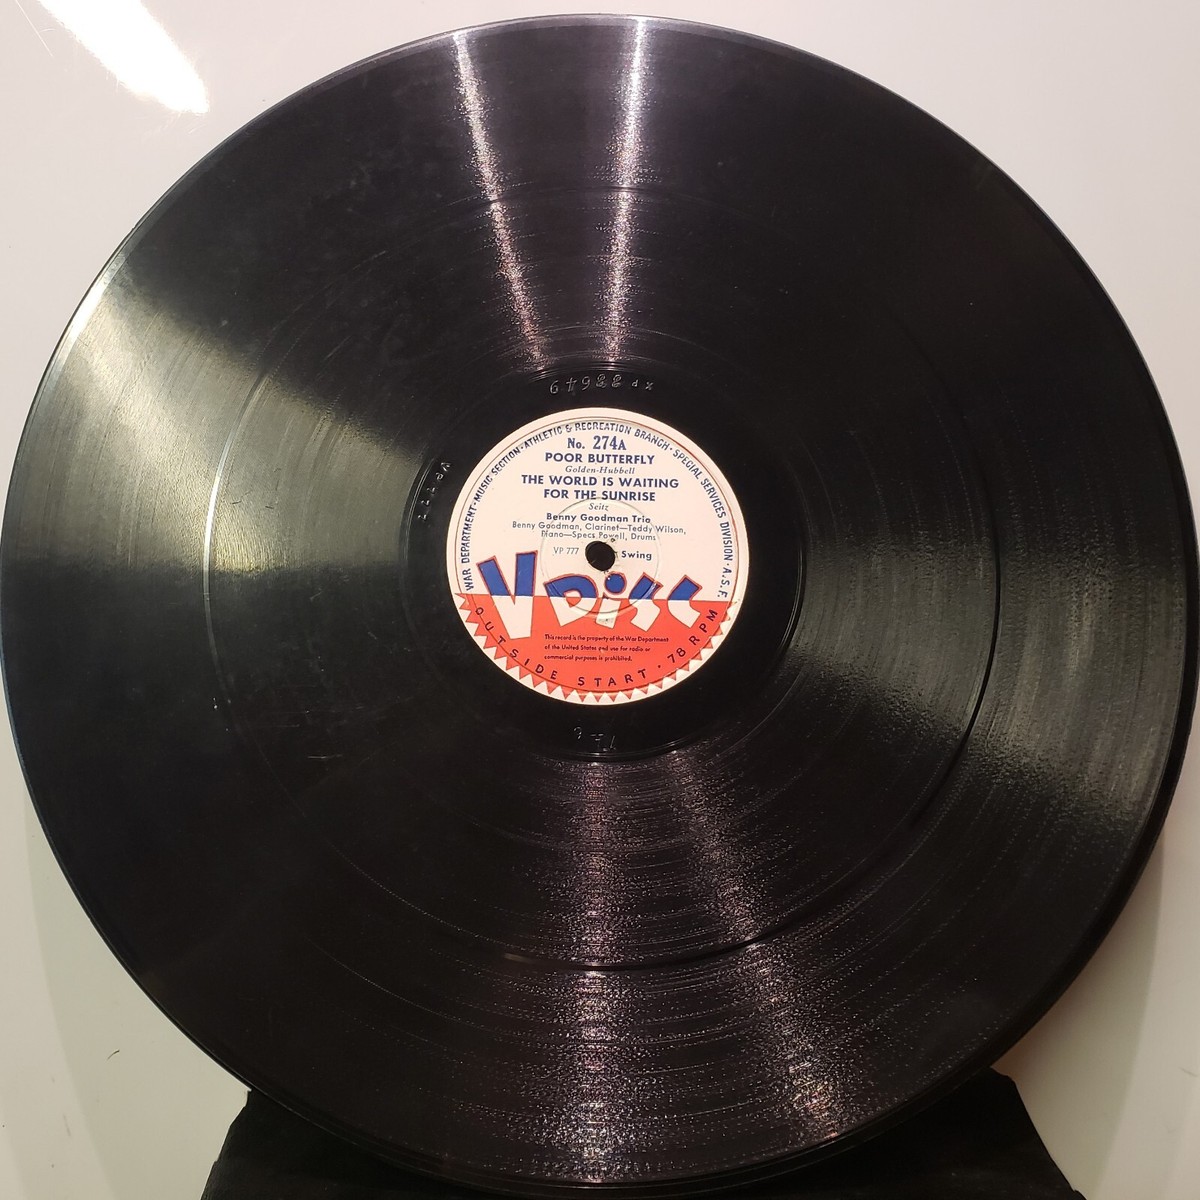 WAR DEPARTMENT·MUSIC SECTION·ATHLETIC & RECREATION BRANCH·SPECIAL SERVICES DIVISION·A.S.F.
No. 274A
POOR BUTTERFLY
Golden-Hubbell
THE WORLD IS WAITING
FOR THE SUNRISE
Seitz
Benny Goodman Trio
Benny Goodman, Clarinet—Teddy Wilson,
Piano—Specs Powell, Drums
VP 777 Swing
V DISC
This record is the property of the War Department
of the United States and use for radio or
commercial purposes is prohibited.
OUTSIDE START·78 RPM